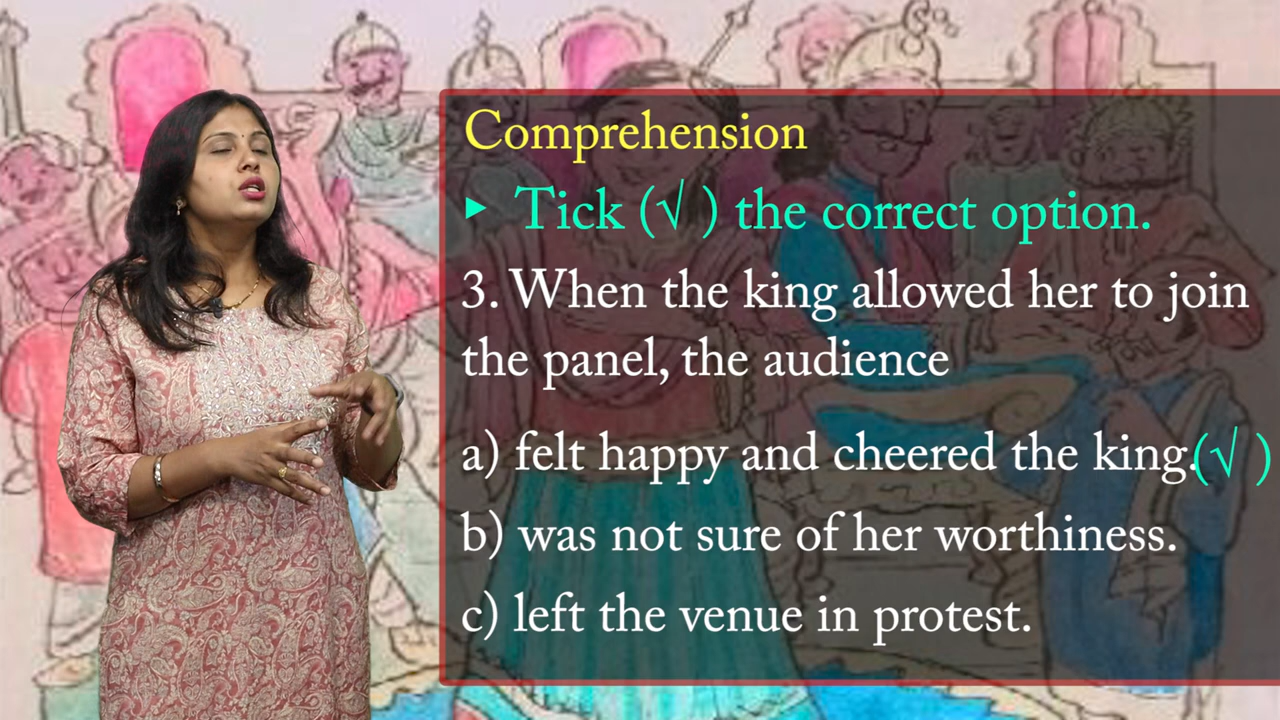 Comprehension
▸ Tick (√ ) the correct option.
3. When the king allowed her to join
the panel, the audience
a) felt happy and cheered the king.(√ )
b) was not sure of her worthiness.
c) left the venue in protest.